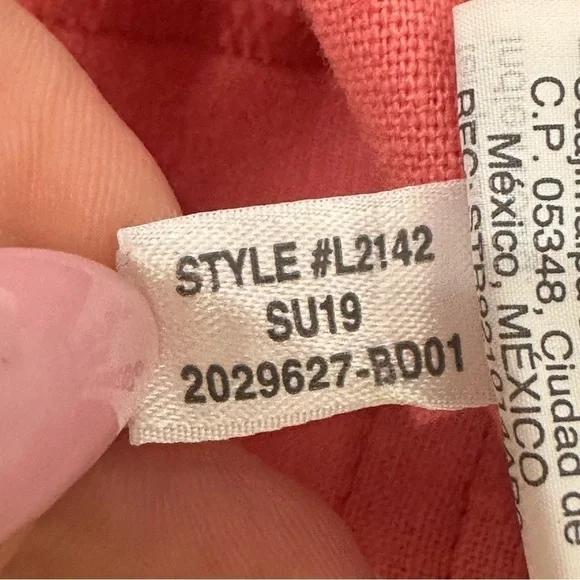 STYLE #L2142
SU19
2029627-BD01
C.P. 05348, Ciudad de
México, MÉXICO